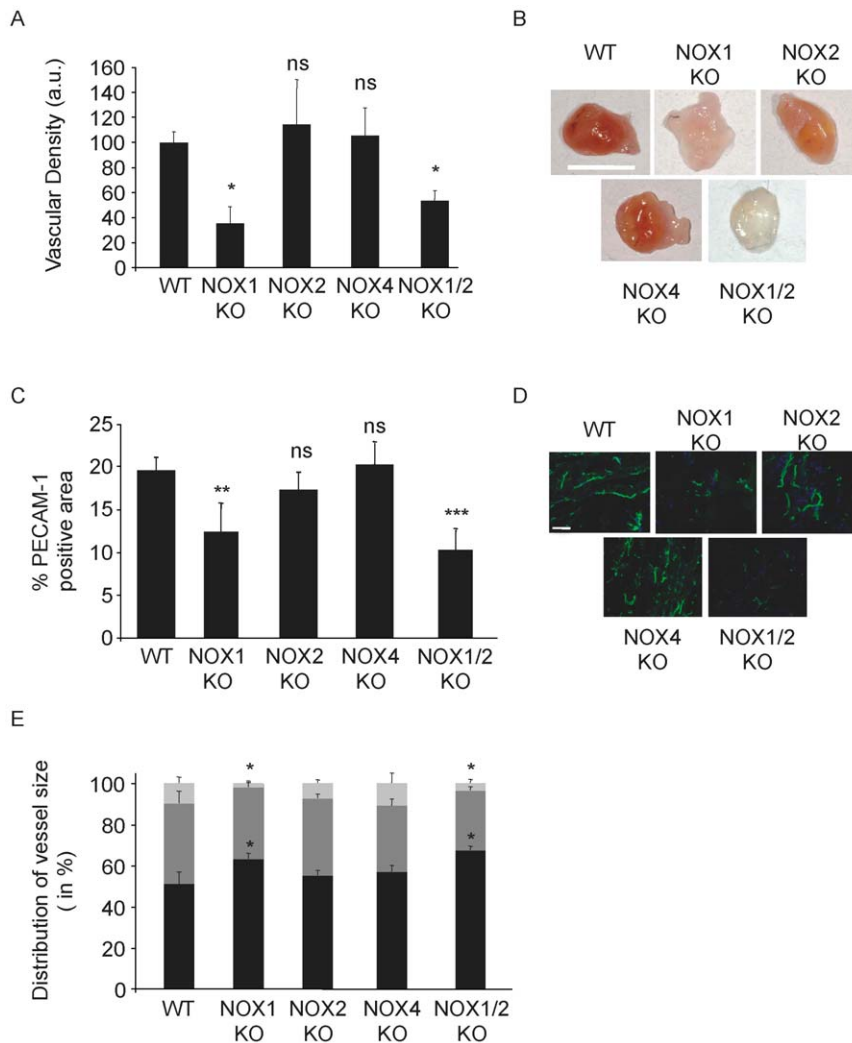 A
Vascular Density (a.u.)
160
140
120
100
80
60
40
20
0
*
ns
ns
*
WT
NOX1
KO
NOX2
KO
NOX4
KO
NOX1/2
KO
B
WT
NOX1
KO
NOX2
KO
NOX4
KO
NOX1/2
KO
C
% PECAM-1
positive area
25
20
15
10
5
0
**
ns
ns
***
WT
NOX1
KO
NOX2
KO
NOX4
KO
NOX1/2
KO
D
WT
NOX1
KO
NOX2
KO
NOX4
KO
NOX1/2
KO
E
Distribution of vessel size
( in %)
100
80
60
40
20
0
*
*
*
*
WT
NOX1
KO
NOX2
KO
NOX4
KO
NOX1/2
KO